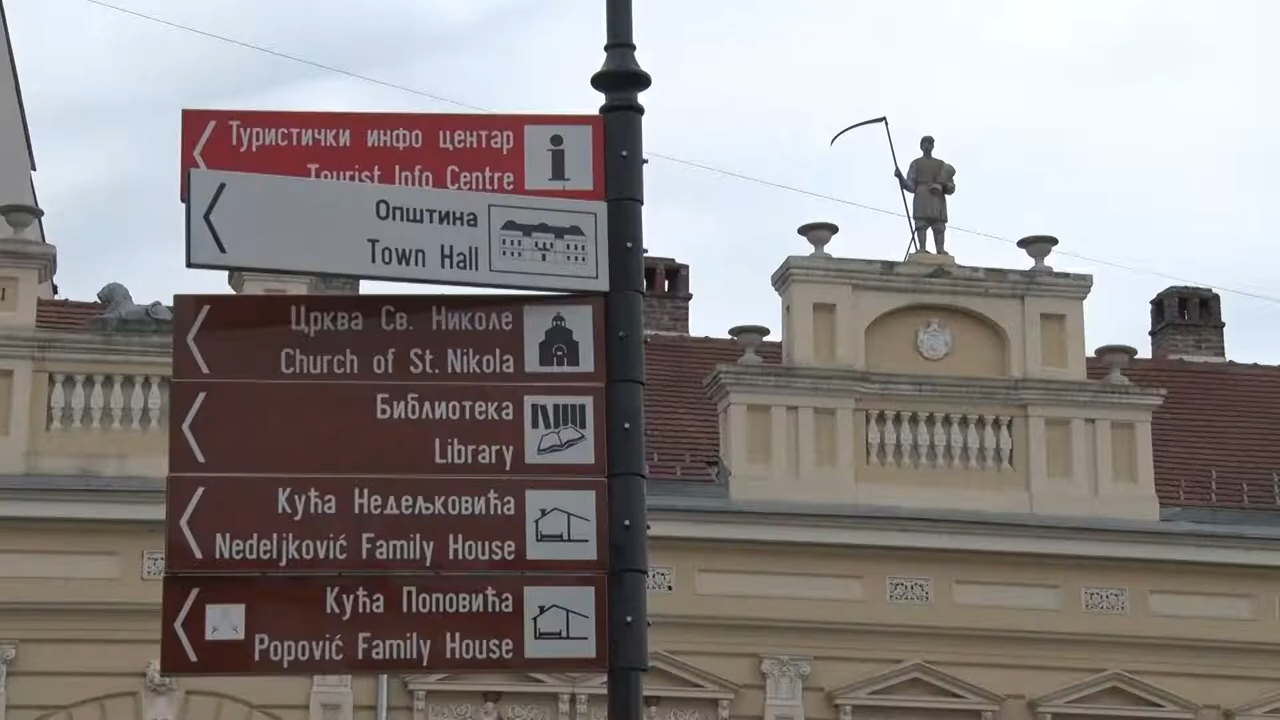 Туристички инфо центар
Tourist Info Centre
Општина
Town Hall
Црква Св. Николе
Church of St. Nikola
Библиотека
Library
Кућа Недељковића
Nedeljković Family House
Кућа Поповића
Popović Family House